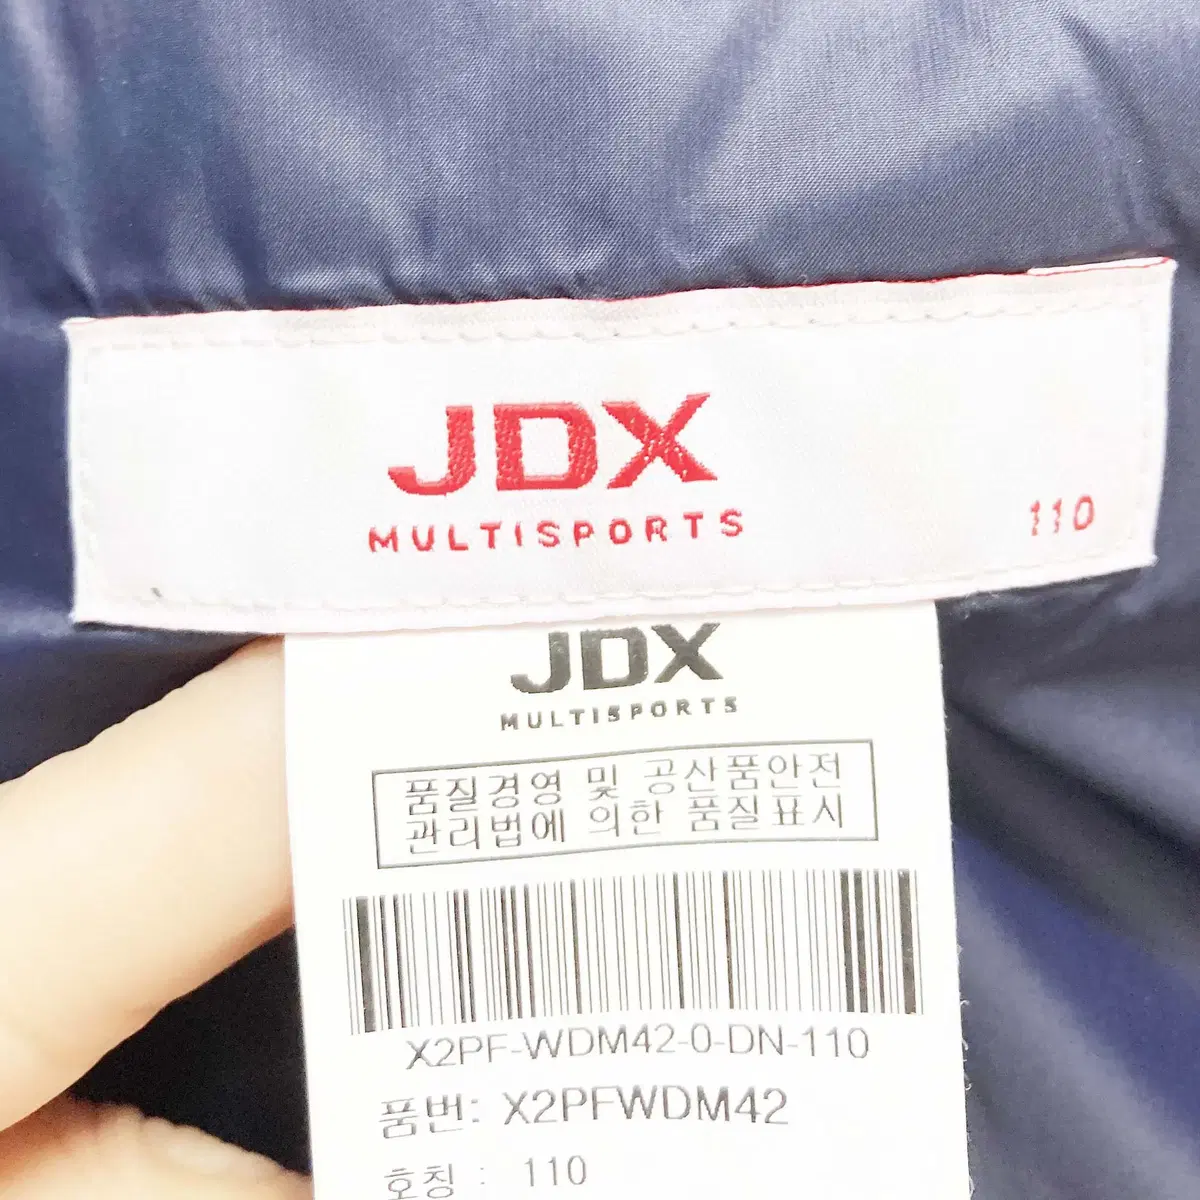 JDX
MULTISPORTS
110
JDX
MULTISPORTS
품질경영 및 공산품안전
관리법에 의한 품질표시
X2PF-WDM42-0-DN-110
품번: X2PFWDM42
호칭 : 110